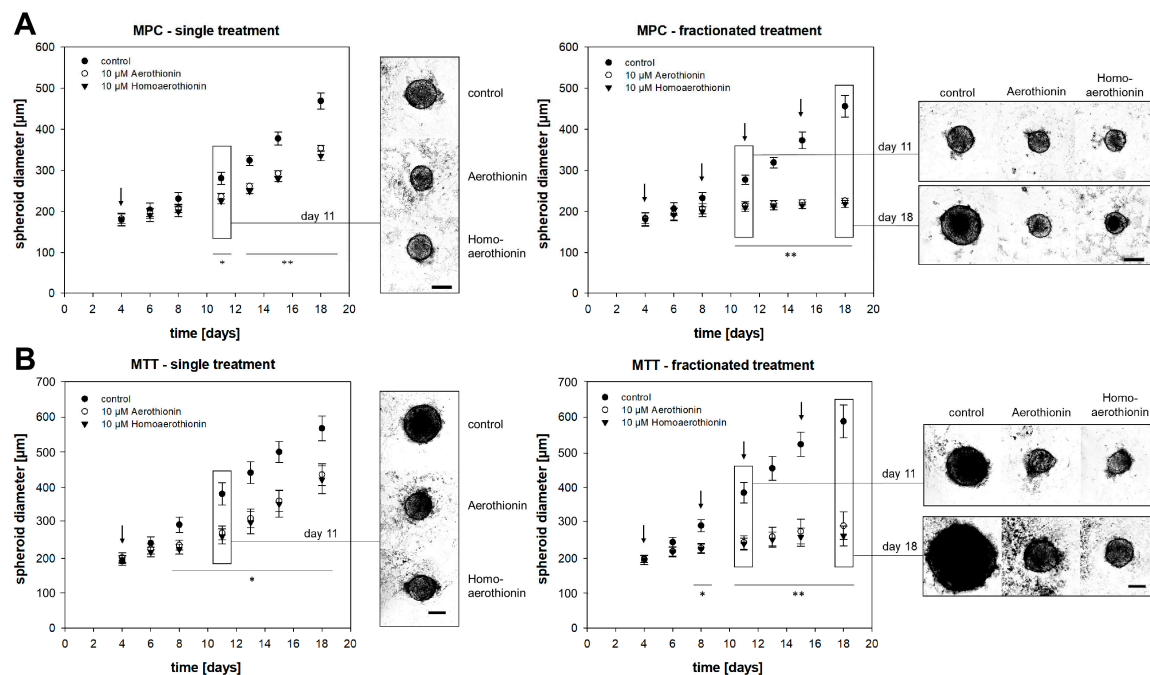 A
MPC - single treatment
600
500
400
300
200
100
0
spheroid diameter [µm]
control
10 µM Aerothionin
10 µM Homoaerothionin
day 11
*
**
0 2 4 6 8 10 12 14 16 18 20
time [days]
control
Aerothionin
Homo-
aerothionin
MPC - fractionated treatment
600
500
400
300
200
100
0
spheroid diameter [µm]
control
10 µM Aerothionin
10 µM Homoaerothionin
**
0 2 4 6 8 10 12 14 16 18 20
time [days]
control
Aerothionin
Homo-
aerothionin
day 11
day 18
B
MTT - single treatment
700
600
500
400
300
200
100
0
spheroid diameter [µm]
control
10 µM Aerothionin
10 µM Homoaerothionin
day 11
*
0 2 4 6 8 10 12 14 16 18 20
time [days]
control
Aerothionin
Homo-
aerothionin
MTT - fractionated treatment
700
600
500
400
300
200
100
0
spheroid diameter [µm]
control
10 µM Aerothionin
10 µM Homoaerothionin
*
**
0 2 4 6 8 10 12 14 16 18 20
time [days]
control
Aerothionin
Homo-
aerothionin
day 11
day 18